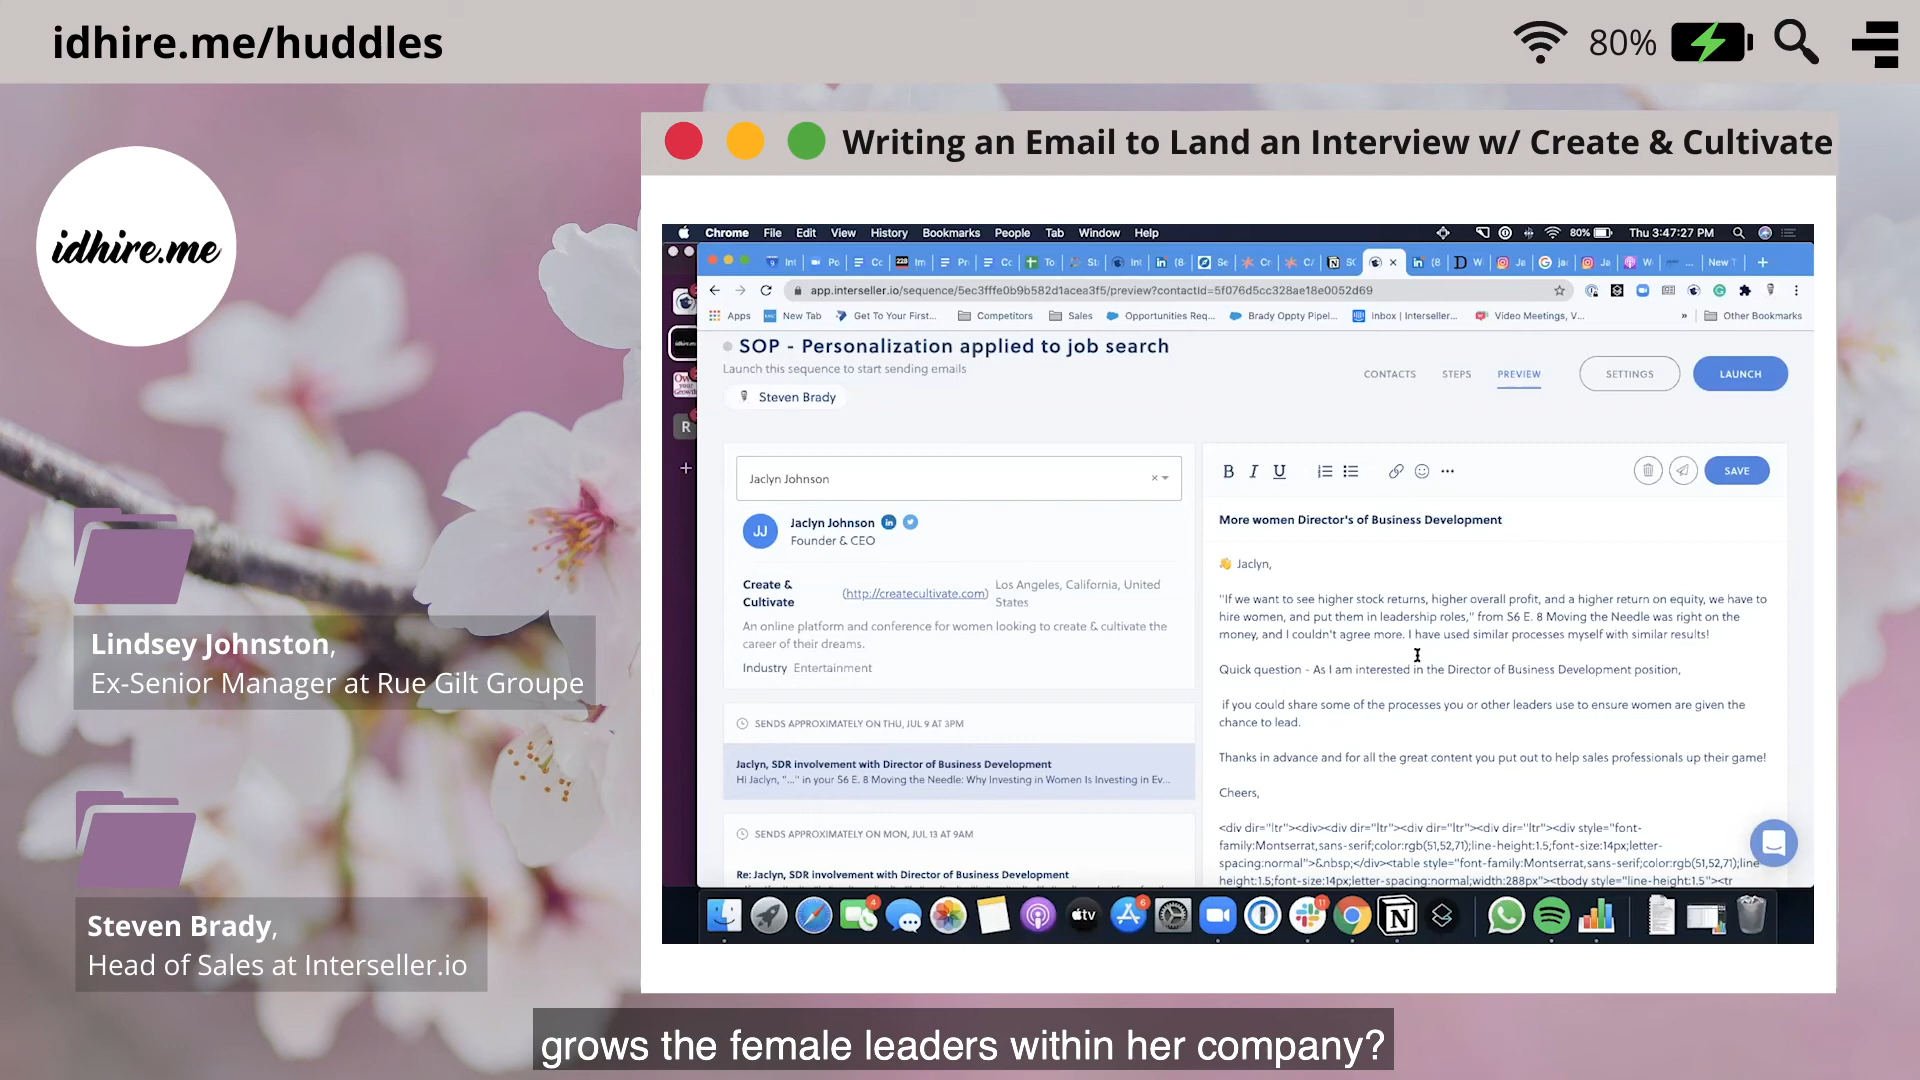 idhire.me/huddles
80%
idhire.me
Lindsey Johnston,
Ex-Senior Manager at Rue Gilt Groupe
Steven Brady,
Head of Sales at Interseller.io
Writing an Email to Land an Interview w/ Create & Cultivate
Chrome File Edit View History Bookmarks People Tab Window Help
80% Thu 3:47:27 PM
app.interseller.io/sequence/5ec3fffe0b9b582d1acea3f5/preview?contactId=5f076d5cc328ae18e0052d69
Apps New Tab Get To Your First... Competitors Sales Opportunities Req... Brady Oppty Pipel... Inbox | Interseller... Video Meetings, V... » Other Bookmarks
SOP - Personalization applied to job search
Launch this sequence to start sending emails
Steven Brady
CONTACTS STEPS PREVIEW SETTINGS LAUNCH
Jaclyn Johnson
JJ
Jaclyn Johnson
Founder & CEO
Create & Cultivate
(http://createcultivate.com)
Los Angeles, California, United States
An online platform and conference for women looking to create & cultivate the
career of their dreams.
Industry Entertainment
SENDS APPROXIMATELY ON THU, JUL 9 AT 3PM
Jaclyn, SDR involvement with Director of Business Development
Hi Jaclyn, "..." in your S6 E. 8 Moving the Needle: Why Investing in Women Is Investing in Ev...
SENDS APPROXIMATELY ON MON, JUL 13 AT 9AM
Re: Jaclyn, SDR involvement with Director of Business Development
B I U SAVE
More women Director's of Business Development
👋 Jaclyn,
"If we want to see higher stock returns, higher overall profit, and a higher return on equity, we have to
hire women, and put them in leadership roles," from S6 E. 8 Moving the Needle was right on the
money, and I couldn't agree more. I have used similar processes myself with similar results!
Quick question - As I am interested in the Director of Business Development position,
if you could share some of the processes you or other leaders use to ensure women are given the
chance to lead.
Thanks in advance and for all the great content you put out to help sales professionals up their game!
Cheers,
<div dir="ltr"><div><div dir="ltr"><div dir="ltr"><div dir="ltr"><div style="font-
family:Montserrat,sans-serif;color:rgb(51,52,71);line-height:1.5;font-size:14px;letter-
spacing:normal">&nbsp;</div><table style="font-family:Montserrat,sans-serif;color:rgb(51,52,71);line-
height:1.5;font-size:14px;letter-spacing:normal;width:288px"><tbody style="line-height:1.5"><tr
grows the female leaders within her company?